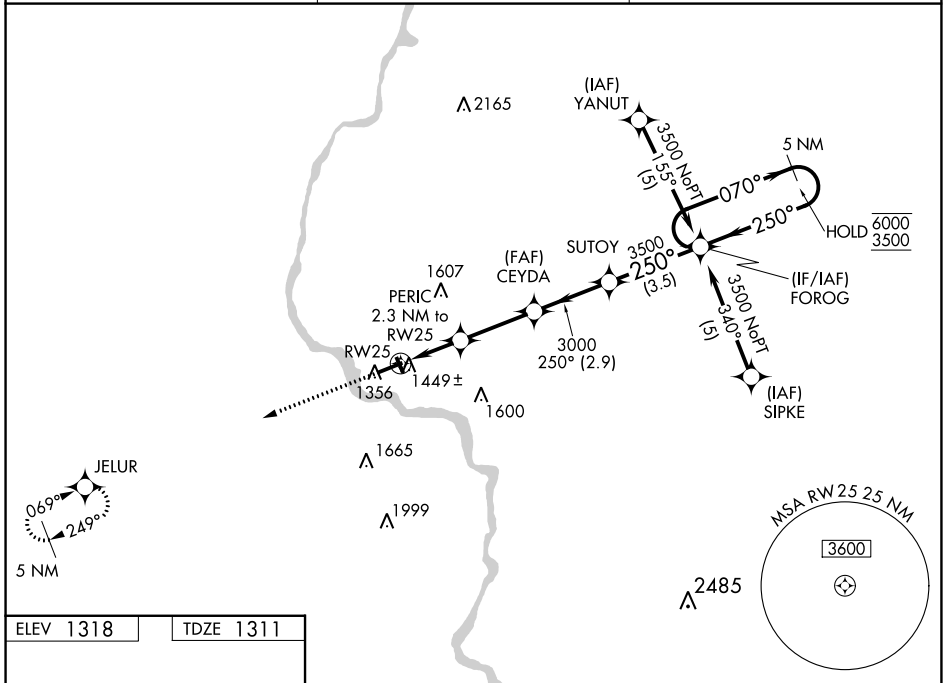 (IAF)
YANUT
2165
3500 NoPT
155°
(5)
5 NM
070°
250°
HOLD 6000
3500
(IF/IAF)
FOROG
SUTOY
3500
250°
(3.5)
(FAF)
CEYDA
3000
250° (2.9)
1607
PERIC
2.3 NM to
RW25
RW25
1449±
1356
1600
3500 NoPT
340°
(5)
(IAF)
SIPKE
1665
1999
JELUR
069°
249°
5 NM
MSA RW25 25 NM
3600
2485
ELEV 1318
TDZE 1311